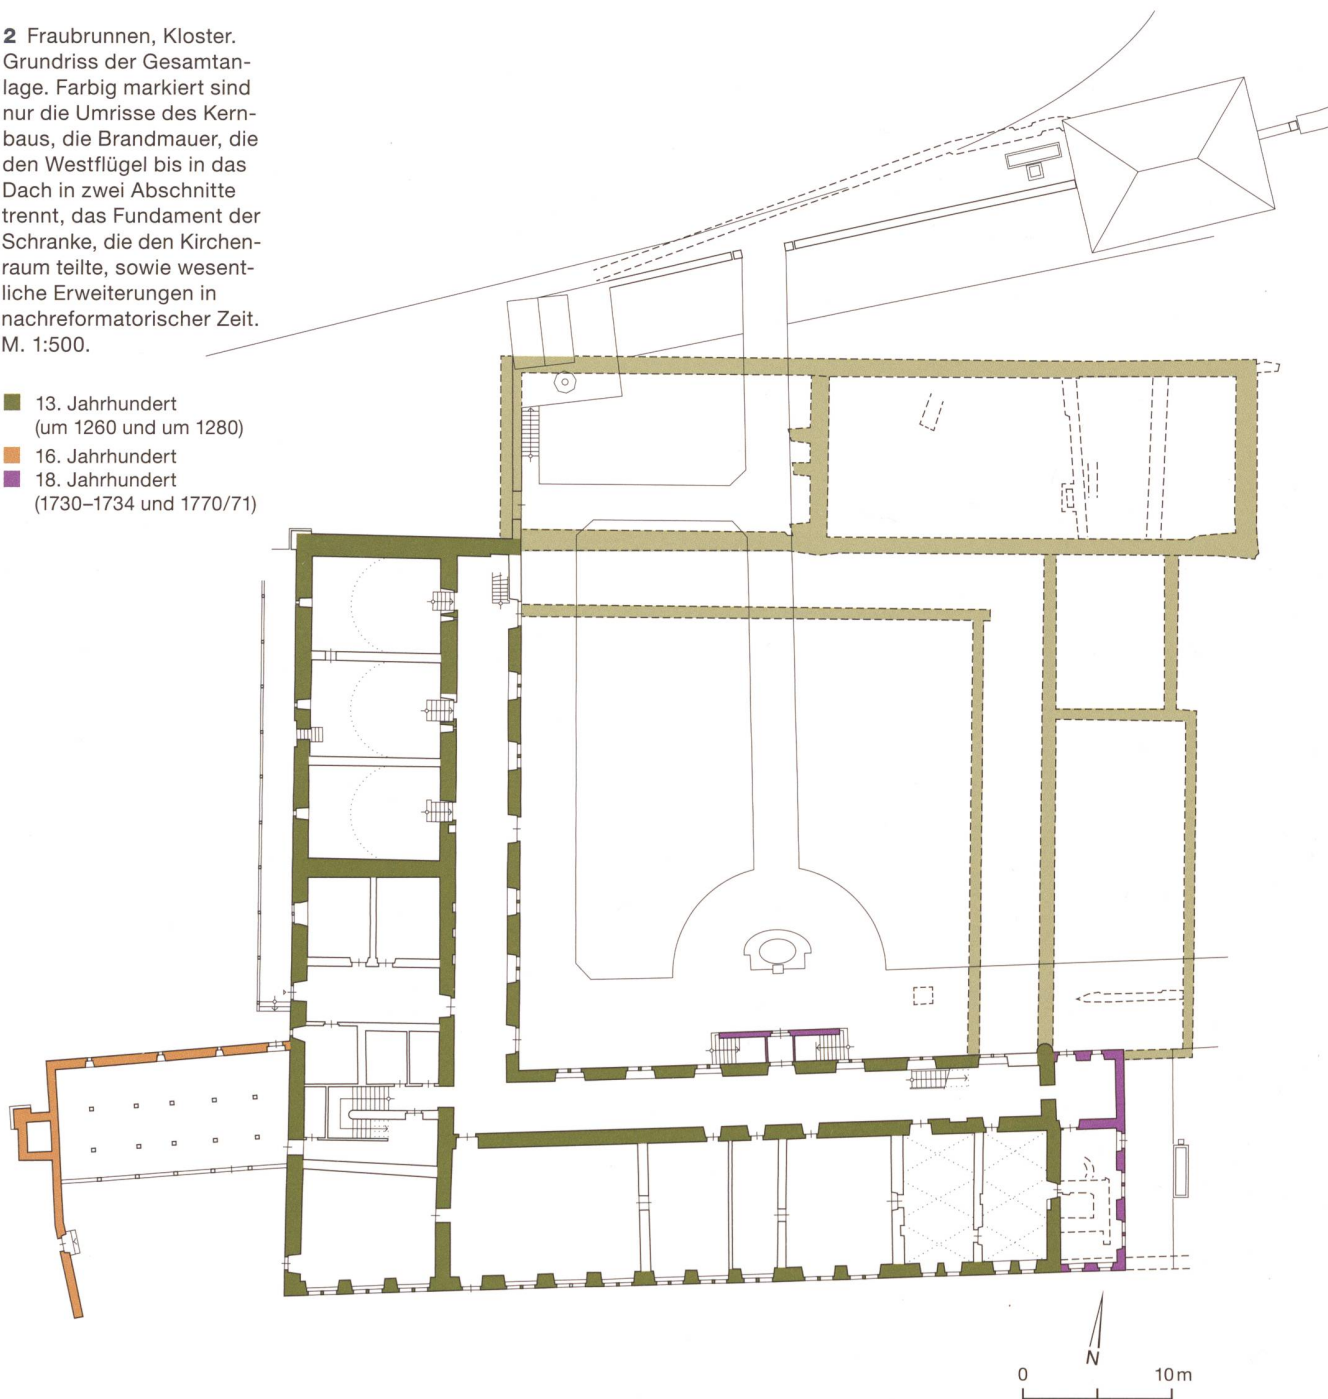 2 Fraubrunnen, Kloster.
Grundriss der Gesamtan-
lage. Farbig markiert sind
nur die Umrisse des Kern-
baus, die Brandmauer, die
den Westflügel bis in das
Dach in zwei Abschnitte
trennt, das Fundament der
Schranke, die den Kirchen-
raum teilte, sowie wesent-
liche Erweiterungen in
nachreformatorischer Zeit.
M. 1:500.
13. Jahrhundert
(um 1260 und um 1280)
16. Jahrhundert
18. Jahrhundert
(1730–1734 und 1770/71)
N
0 10 m